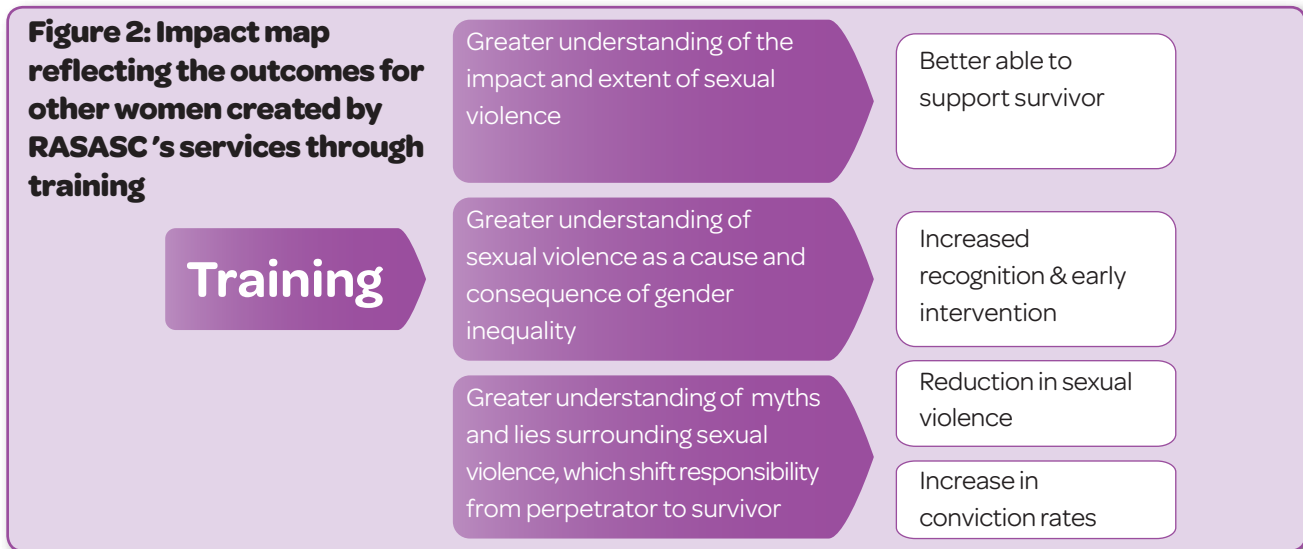 Figure 2: Impact map
reflecting the outcomes for
other women created by
RASASC 's services through
training
Training
Greater understanding of the
impact and extent of sexual
violence
Better able to
support survivor
Greater understanding of
sexual violence as a cause and
consequence of gender
inequality
Increased
recognition & early
intervention
Greater understanding of myths
and lies surrounding sexual
violence, which shift responsibility
from perpetrator to survivor
Reduction in sexual
violence
Increase in
conviction rates